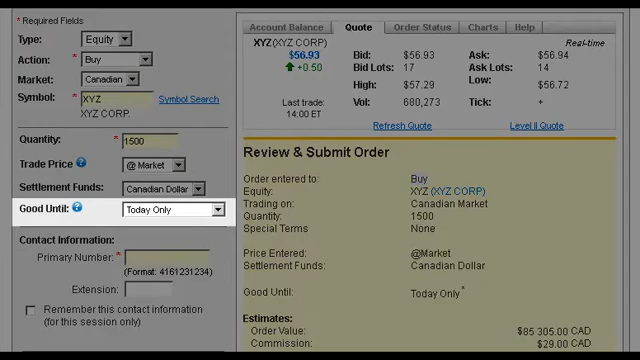 * Required Fields
Type: * Equity
Action: * Buy
Market: * Canadian
Symbol: * XYZ Symbol Search
XYZ CORP.
Quantity: * 1500
Trade Price ? @ Market
Settlement Funds: Canadian Dollar
Good Until: ? Today Only
Contact Information:
Primary Number: *
(Format: 4161231234)
Extension:
Remember this contact information
(for this session only)
Account Balance Quote Order Status Charts Help
XYZ (XYZ CORP) Real-time
$56.93 Bid: $56.93 Ask: $56.94
+0.50 Bid Lots: 17 Ask Lots: 14
High: $57.29 Low: $56.72
Last trade: Vol: 680,273 Tick: +
14:00 ET
Refresh Quote Level II Quote
Review & Submit Order
Order entered to: Buy
Equity: XYZ (XYZ CORP)
Trading on: Canadian Market
Quantity: 1500
Special Terms None
Price Entered: @Market
Settlement Funds: Canadian Dollar
Good Until: Today Only *
Estimates:
Order Value: $85 305.00 CAD
Commission: $29.00 CAD